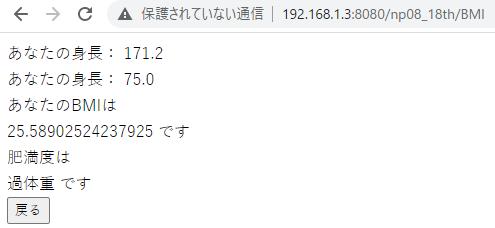 保護されていない通信 | 192.168.1.3:8080/np08_18th/BMI
あなたの身長： 171.2
あなたの身長： 75.0
あなたのBMIは
25.58902524237925 です
肥満度は
過体重 です
戻る